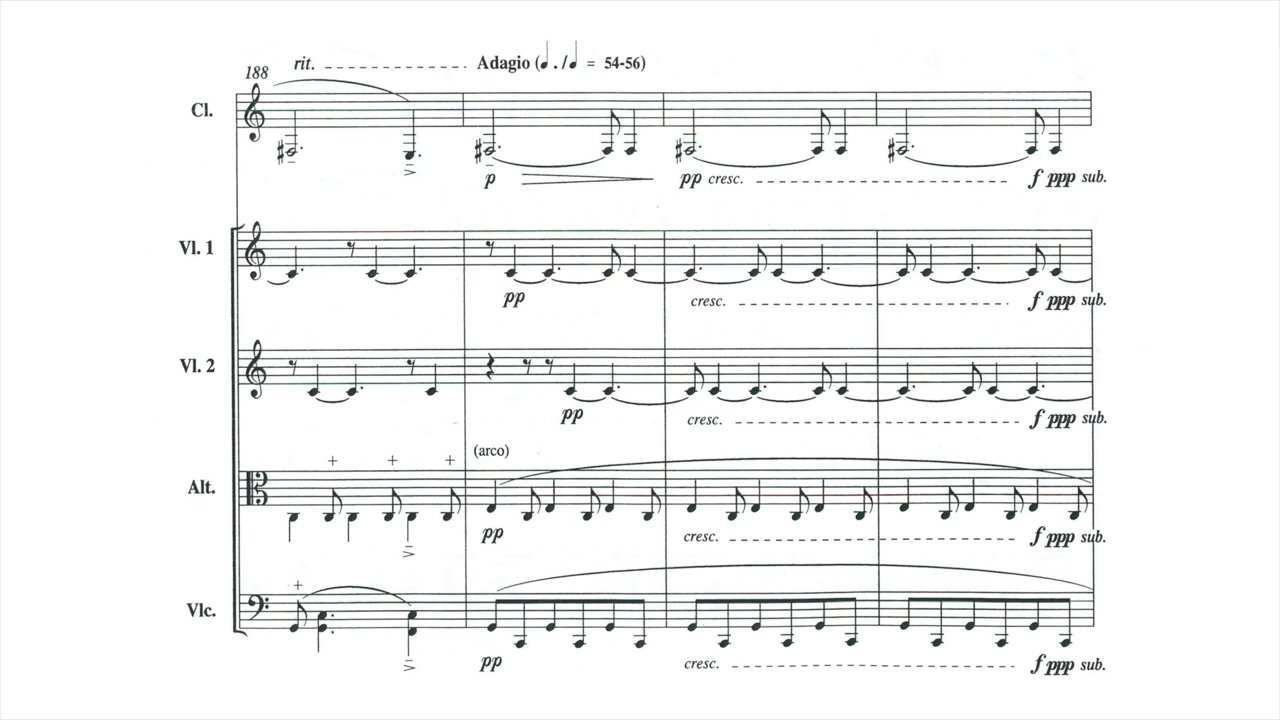 188 rit. Adagio (♩./♩ = 54-56)
Cl.
p pp cresc. f ppp sub.
Vl. 1
pp cresc. f ppp sub.
Vl. 2
pp cresc. f ppp sub.
(arco)
Alt.
pp cresc. f ppp sub.
Vlc.
pp cresc. f ppp sub.